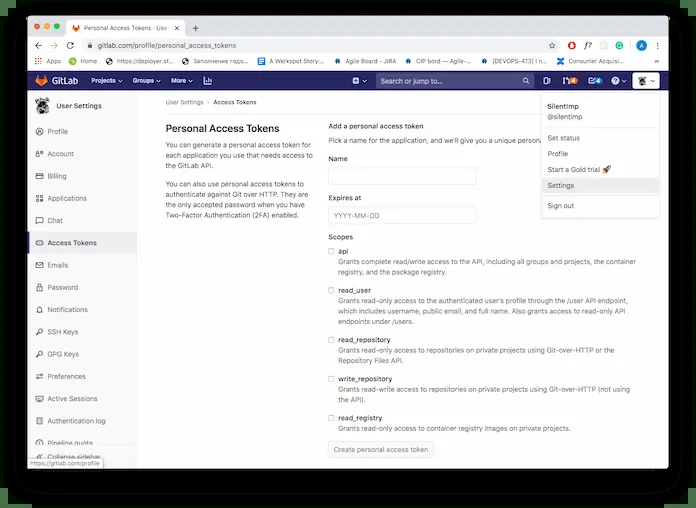 Personal Access Tokens · Use
gitlab.com/profile/personal_access_tokens
Apps
Home
https://deployer.st...
Заполнение годо...
A Werkspot Story:...
Agile Board - JIRA
CIP bord — Agile-...
(DEVOPS-413) I n...
Consumer Acquisi...
GitLab
Projects
Groups
More
Search or jump to...
User Settings
User Settings > Access Tokens
Silentimp
@silentimp
Set status
Profile
Start a Gold trial 🚀
Settings
Sign out
Profile
Account
Billing
Applications
Chat
Access Tokens
Emails
Password
Notifications
SSH Keys
GPG Keys
Preferences
Active Sessions
Authentication log
Pipeline quota
Collapse sidebar
https://gitlab.com/profile
Personal Access Tokens
You can generate a personal access token for
each application you use that needs access to
the GitLab API.
You can also use personal access tokens to
authenticate against Git over HTTP. They are
the only accepted password when you have
Two-Factor Authentication (2FA) enabled.
Add a personal access token
Pick a name for the application, and we'll give you a unique persona
Name
Expires at
YYYY-MM-DD
Scopes
api
Grants complete read/write access to the API, including all groups and projects, the container
registry, and the package registry.
read_user
Grants read-only access to the authenticated user's profile through the /user API endpoint,
which includes username, public email, and full name. Also grants access to read-only API
endpoints under /users.
read_repository
Grants read-only access to repositories on private projects using Git-over-HTTP or the
Repository Files API.
write_repository
Grants read-write access to repositories on private projects using Git-over-HTTP (not using
the API).
read_registry
Grants read-only access to container registry images on private projects.
Create personal access token